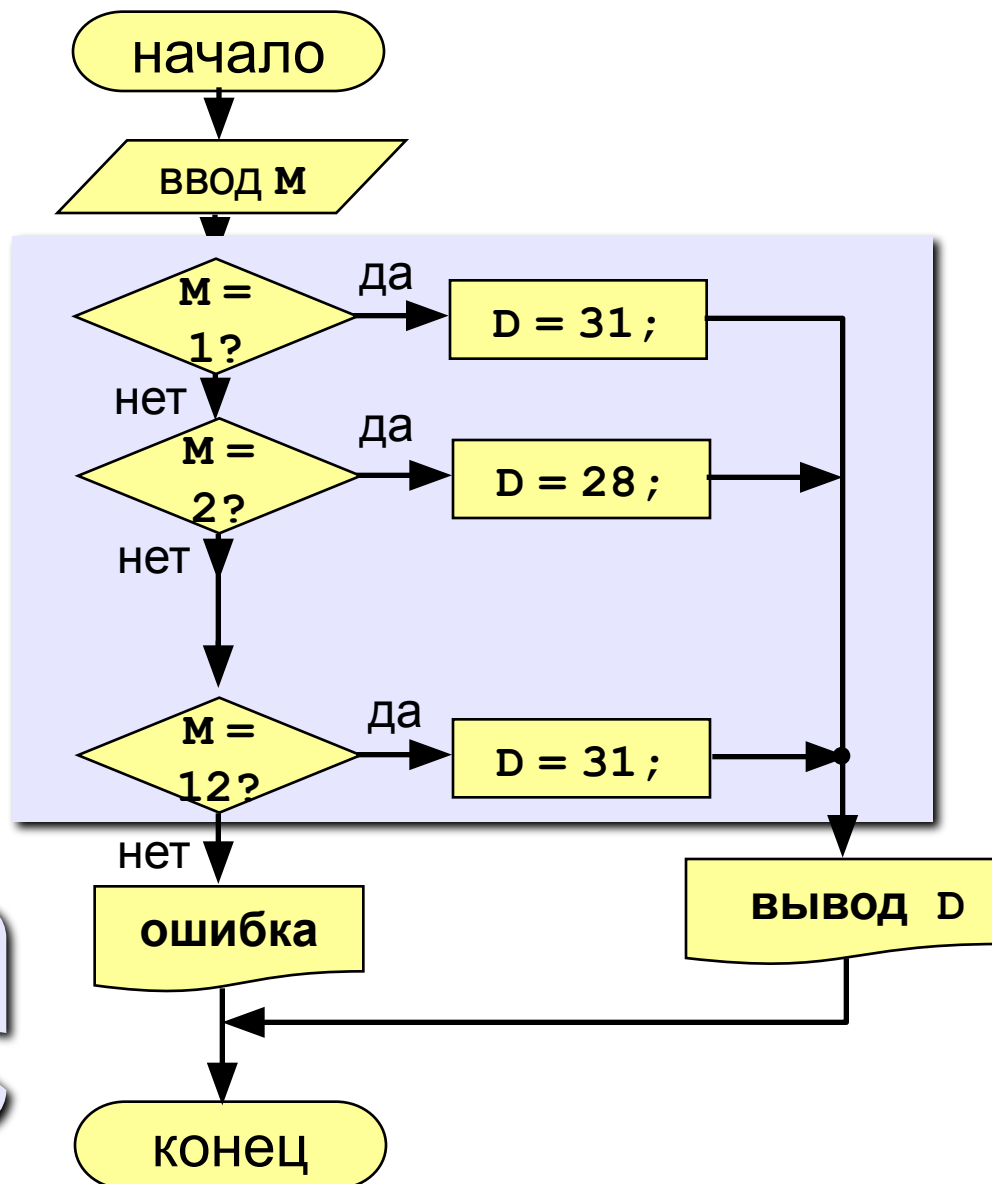 начало
ввод M
M =
1?
да
D = 31;
нет
M =
2?
да
D = 28;
нет
M =
12?
да
D = 31;
нет
ошибка
вывод D
конец